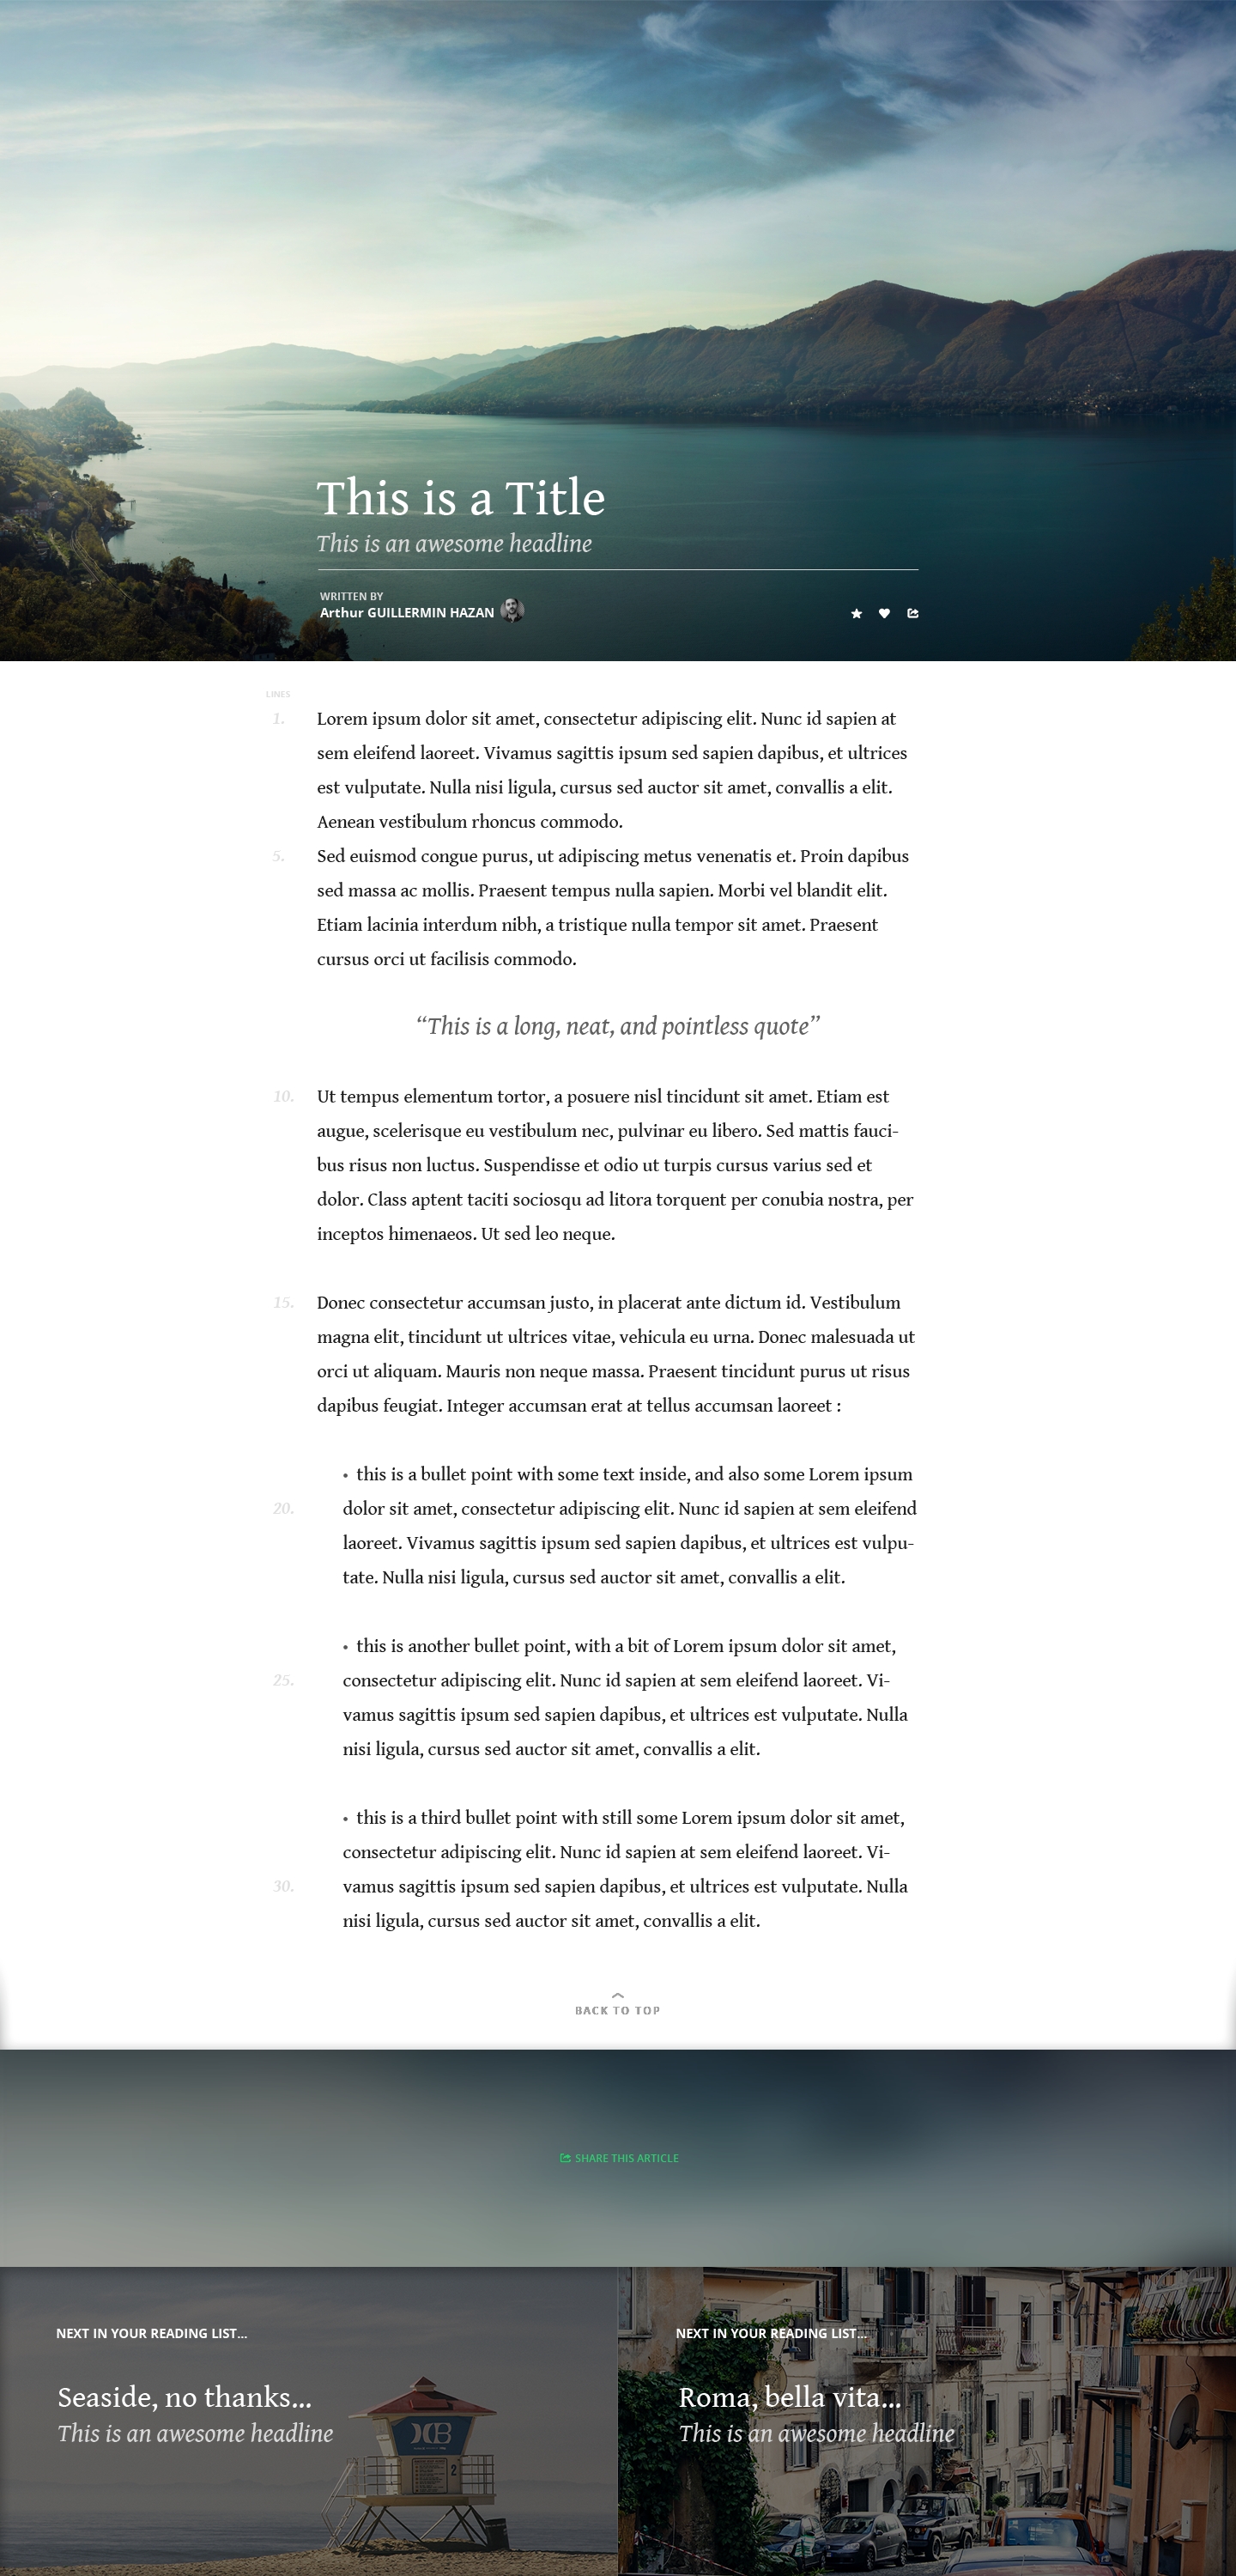 This is a Title
This is an awesome headline
WRITTEN BY
Arthur GUILLERMIN HAZAN
LINES
1. Lorem ipsum dolor sit amet, consectetur adipiscing elit. Nunc id sapien at
sem eleifend laoreet. Vivamus sagittis ipsum sed sapien dapibus, et ultrices
est vulputate. Nulla nisi ligula, cursus sed auctor sit amet, convallis a elit.
Aenean vestibulum rhoncus commodo.
5. Sed euismod congue purus, ut adipiscing metus venenatis et. Proin dapibus
sed massa ac mollis. Praesent tempus nulla sapien. Morbi vel blandit elit.
Etiam lacinia interdum nibh, a tristique nulla tempor sit amet. Praesent
cursus orci ut facilisis commodo.
“This is a long, neat, and pointless quote”
10. Ut tempus elementum tortor, a posuere nisl tincidunt sit amet. Etiam est
augue, scelerisque eu vestibulum nec, pulvinar eu libero. Sed mattis fauci-
bus risus non luctus. Suspendisse et odio ut turpis cursus varius sed et
dolor. Class aptent taciti sociosqu ad litora torquent per conubia nostra, per
inceptos himenaeos. Ut sed leo neque.
15. Donec consectetur accumsan justo, in placerat ante dictum id. Vestibulum
magna elit, tincidunt ut ultrices vitae, vehicula eu urna. Donec malesuada ut
orci ut aliquam. Mauris non neque massa. Praesent tincidunt purus ut risus
dapibus feugiat. Integer accumsan erat at tellus accumsan laoreet :
• this is a bullet point with some text inside, and also some Lorem ipsum
20. dolor sit amet, consectetur adipiscing elit. Nunc id sapien at sem eleifend
laoreet. Vivamus sagittis ipsum sed sapien dapibus, et ultrices est vulpu-
tate. Nulla nisi ligula, cursus sed auctor sit amet, convallis a elit.
• this is another bullet point, with a bit of Lorem ipsum dolor sit amet,
25. consectetur adipiscing elit. Nunc id sapien at sem eleifend laoreet. Vi-
vamus sagittis ipsum sed sapien dapibus, et ultrices est vulputate. Nulla
nisi ligula, cursus sed auctor sit amet, convallis a elit.
• this is a third bullet point with still some Lorem ipsum dolor sit amet,
consectetur adipiscing elit. Nunc id sapien at sem eleifend laoreet. Vi-
30. vamus sagittis ipsum sed sapien dapibus, et ultrices est vulputate. Nulla
nisi ligula, cursus sed auctor sit amet, convallis a elit.
BACK TO TOP
SHARE THIS ARTICLE
NEXT IN YOUR READING LIST...
Seaside, no thanks...
This is an awesome headline
2
NEXT IN YOUR READING LIST...
Roma, bella vita...
This is an awesome headline